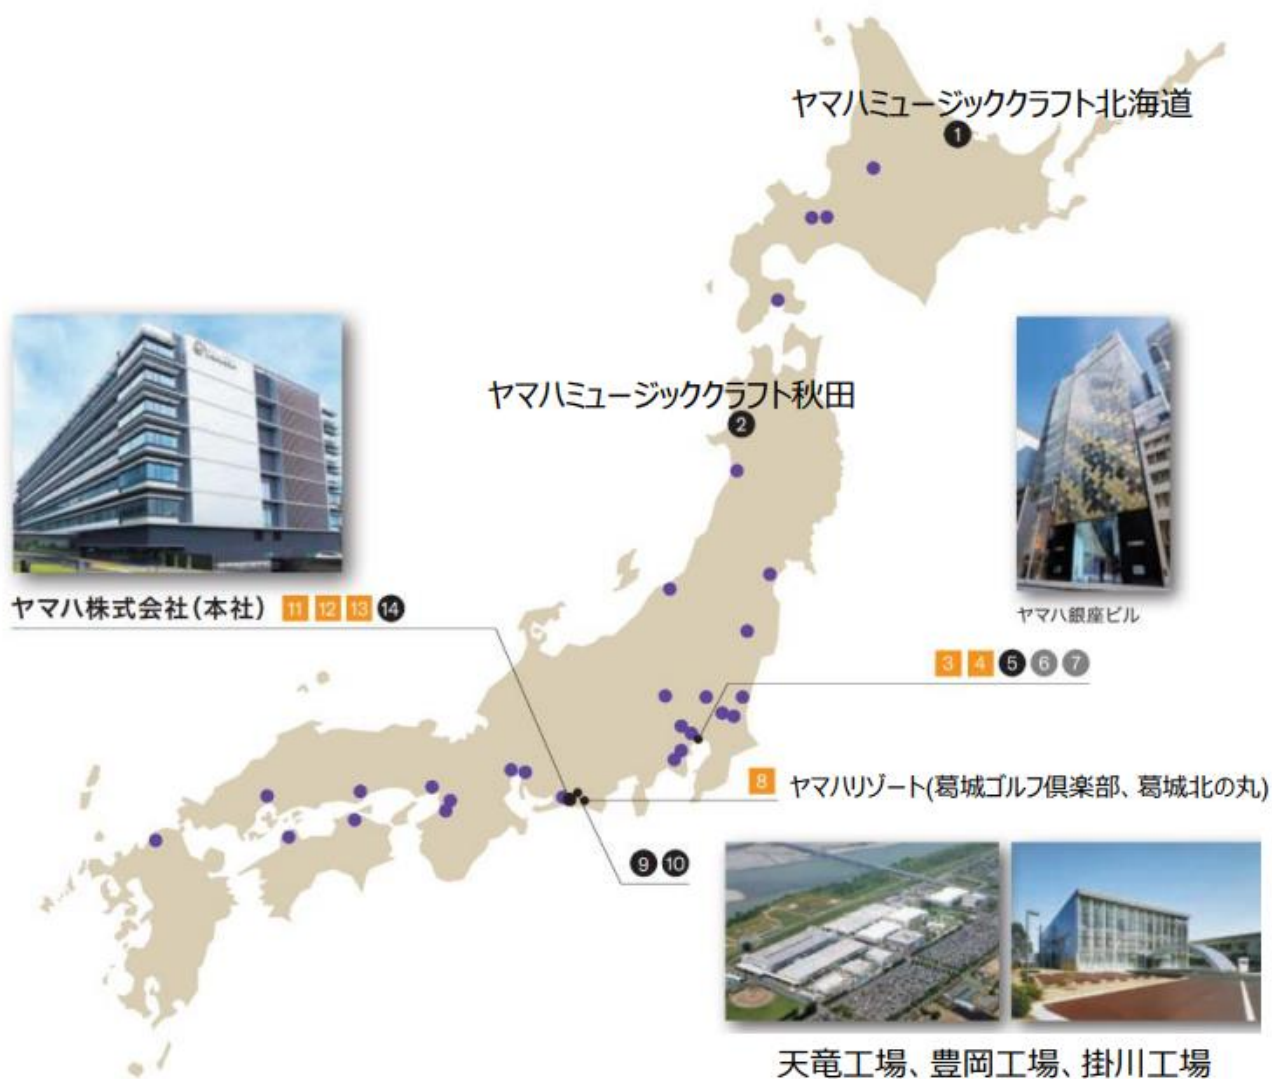 ヤマハミュージッククラフト北海道
1
ヤマハミュージッククラフト秋田
2
ヤマハ株式会社(本社) 11 12 13 14
ヤマハ銀座ビル
3 4 5 6 7
8 ヤマハリゾート(葛城ゴルフ倶楽部、葛城北の丸)
9 10
天竜工場、豊岡工場、掛川工場